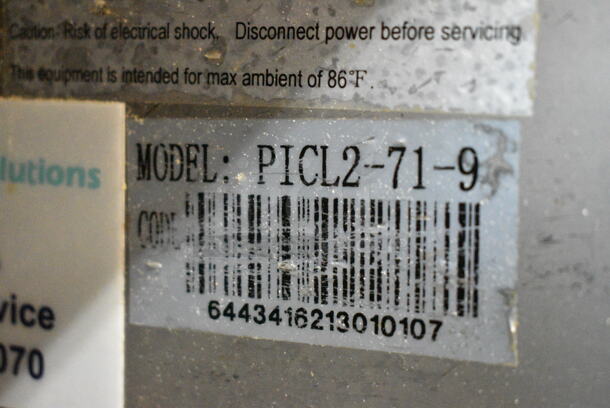 Caution: Risk of electrical shock. Disconnect power before servicing
This equipment is intended for max ambient of 86°F.
lutions
MODEL: PICL2-71-9
CODE
6443416213010107
vice
070